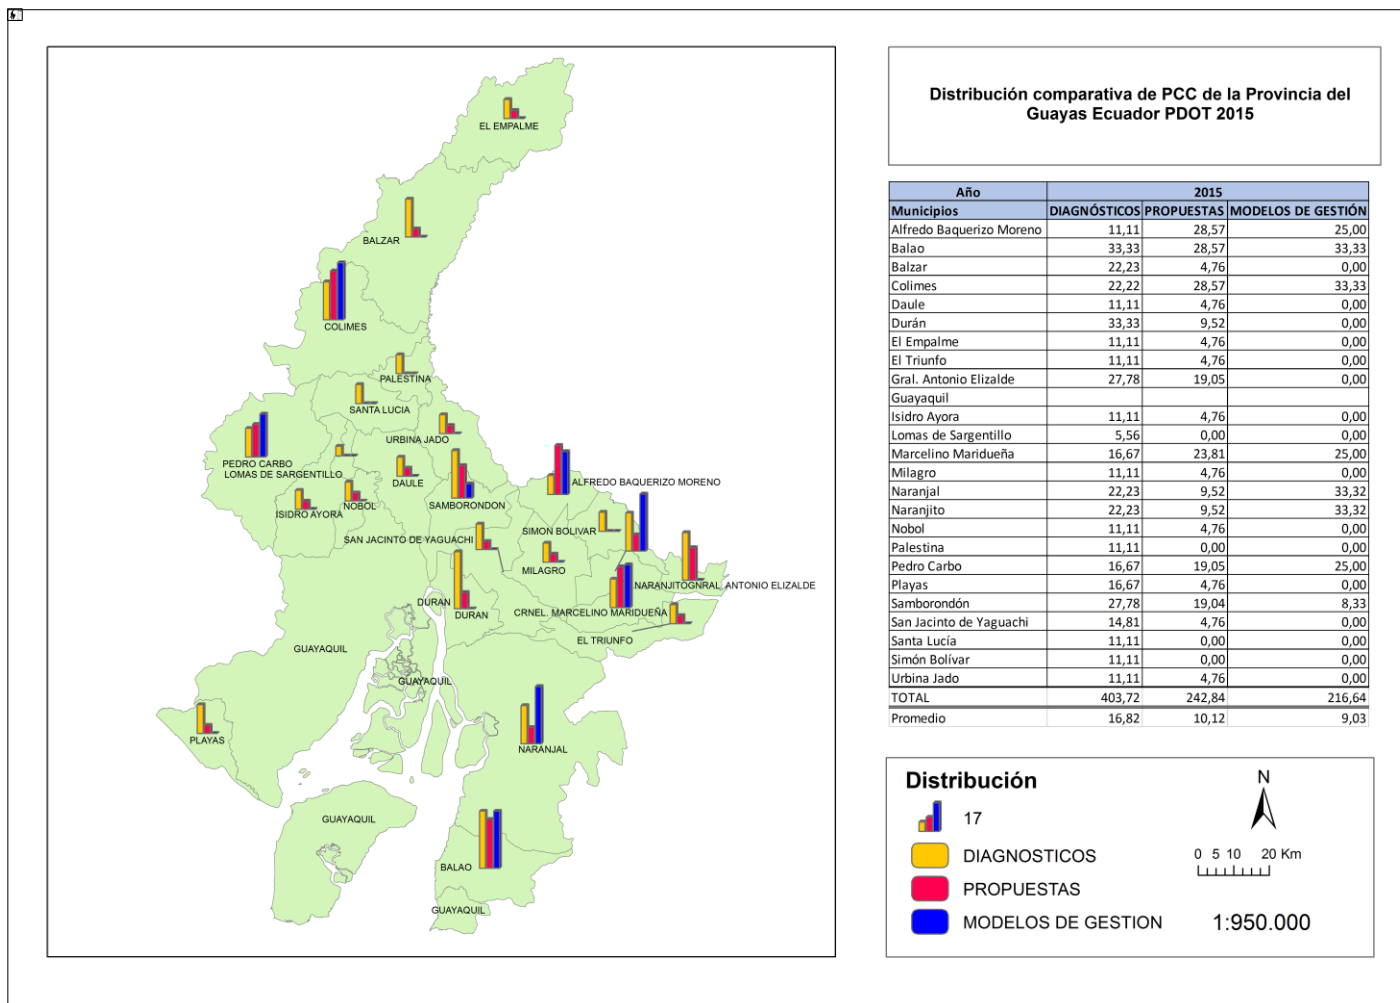 EL EMPALME
BALZAR
COLIMES
PALESTINA
SANTA LUCIA
URBINA JADO
PEDRO CARBO
LOMAS DE SARGENTILLO
DAULE
ALFREDO BAQUERIZO MORENO
SAMBORONDON
NOBOL
ISIDRO AYORA
SIMON BOLIVAR
SAN JACINTO DE YAGUACHI
MILAGRO
NARANJITO
GNRAL. ANTONIO ELIZALDE
DURAN
DURAN
CRNEL. MARCELINO MARIDUEÑA
EL TRIUNFO
GUAYAQUIL
GUAYAQUIL
PLAYAS
NARANJAL
GUAYAQUIL
BALAO
GUAYAQUIL
Distribución comparativa de PCC de la Provincia del
Guayas Ecuador PDOT 2015
Año 2015
Municipios DIAGNÓSTICOS PROPUESTAS MODELOS DE GESTIÓN
Alfredo Baquerizo Moreno 11,11 28,57 25,00
Balao 33,33 28,57 33,33
Balzar 22,23 4,76 0,00
Colimes 22,22 28,57 33,33
Daule 11,11 4,76 0,00
Durán 33,33 9,52 0,00
El Empalme 11,11 4,76 0,00
El Triunfo 11,11 4,76 0,00
Gral. Antonio Elizalde 27,78 19,05 0,00
Guayaquil
Isidro Ayora 11,11 4,76 0,00
Lomas de Sargentillo 5,56 0,00 0,00
Marcelino Maridueña 16,67 23,81 25,00
Milagro 11,11 4,76 0,00
Naranjal 22,23 9,52 33,32
Naranjito 22,23 9,52 33,32
Nobol 11,11 4,76 0,00
Palestina 11,11 0,00 0,00
Pedro Carbo 16,67 19,05 25,00
Playas 16,67 4,76 0,00
Samborondón 27,78 19,04 8,33
San Jacinto de Yaguachi 14,81 4,76 0,00
Santa Lucía 11,11 0,00 0,00
Simón Bolívar 11,11 0,00 0,00
Urbina Jado 11,11 4,76 0,00
TOTAL 403,72 242,84 216,64
Promedio 16,82 10,12 9,03
Distribución
17
DIAGNOSTICOS
PROPUESTAS
MODELOS DE GESTION
N
0 5 10 20 Km
1:950.000